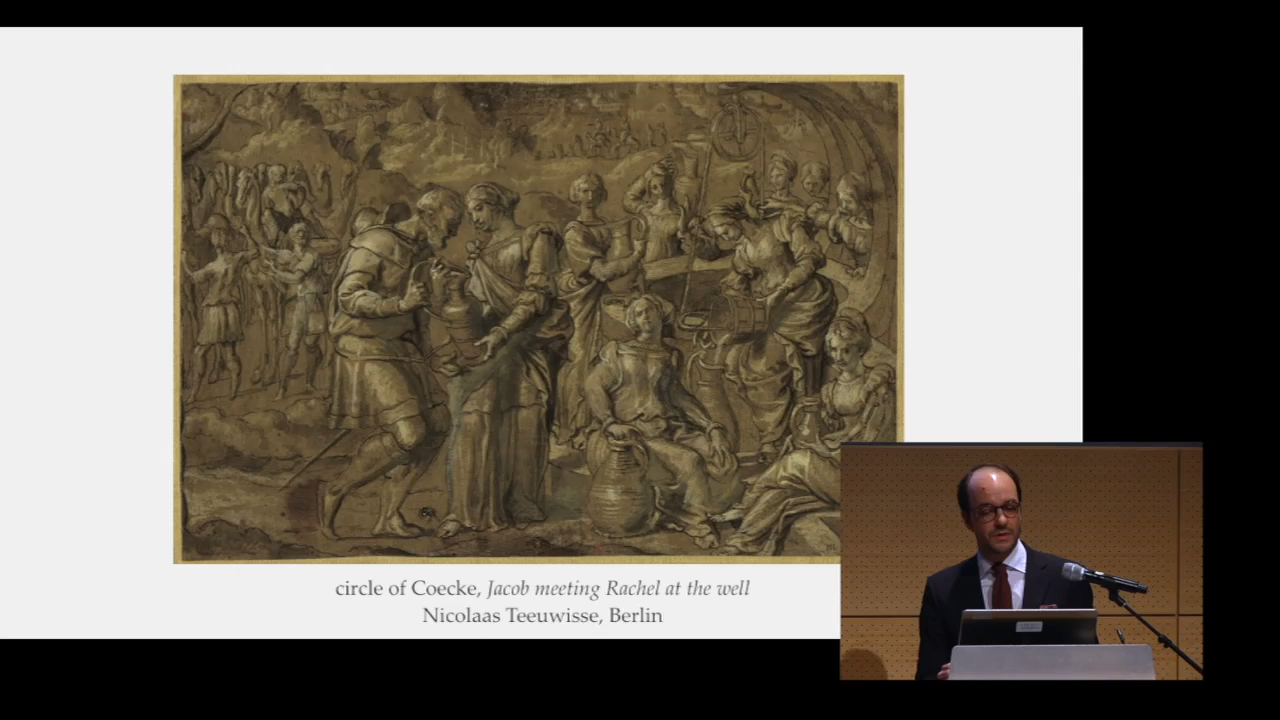 circle of Coecke, Jacob meeting Rachel at the well
Nicolaas Teeuwisse, Berlin